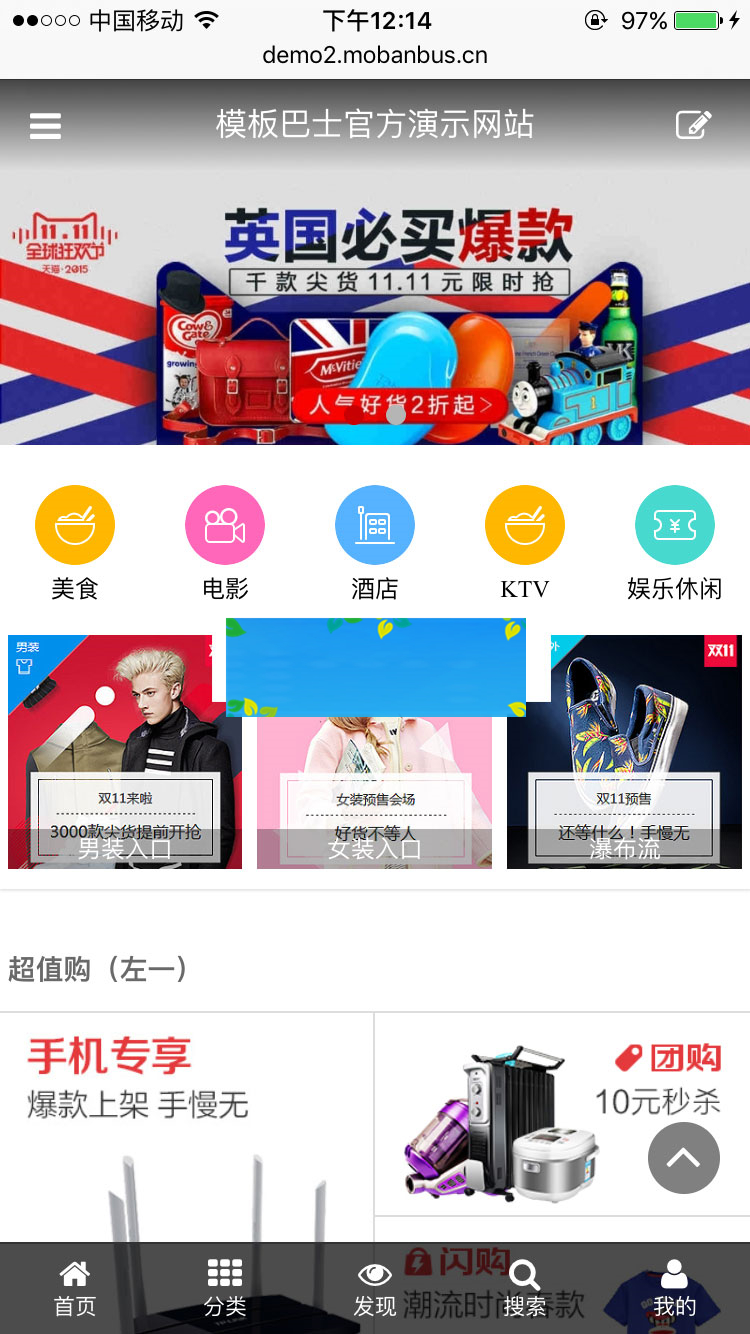 中国移动
下午12:14
97%
demo2.mobanbus.cn
模板巴士官方演示网站
11.11
全球狂欢节
天猫·2015
英国必买爆款
千款尖货11.11元限时抢
Cow & Gate
growing
McVitie
人气好货2折起>
美食
电影
酒店
KTV
娱乐休闲
男装
外
双11
双11来啦
3000款尖货提前开抢
男装入口
女装预售会场
好货不等人
女装入口
双11预售
还等什么！手慢无
瀑布流
超值购（左一）
手机专享
爆款上架 手慢无
团购
10元秒杀
闪购
潮流时尚春款
TP-LINK
首页
分类
发现
搜索
我的